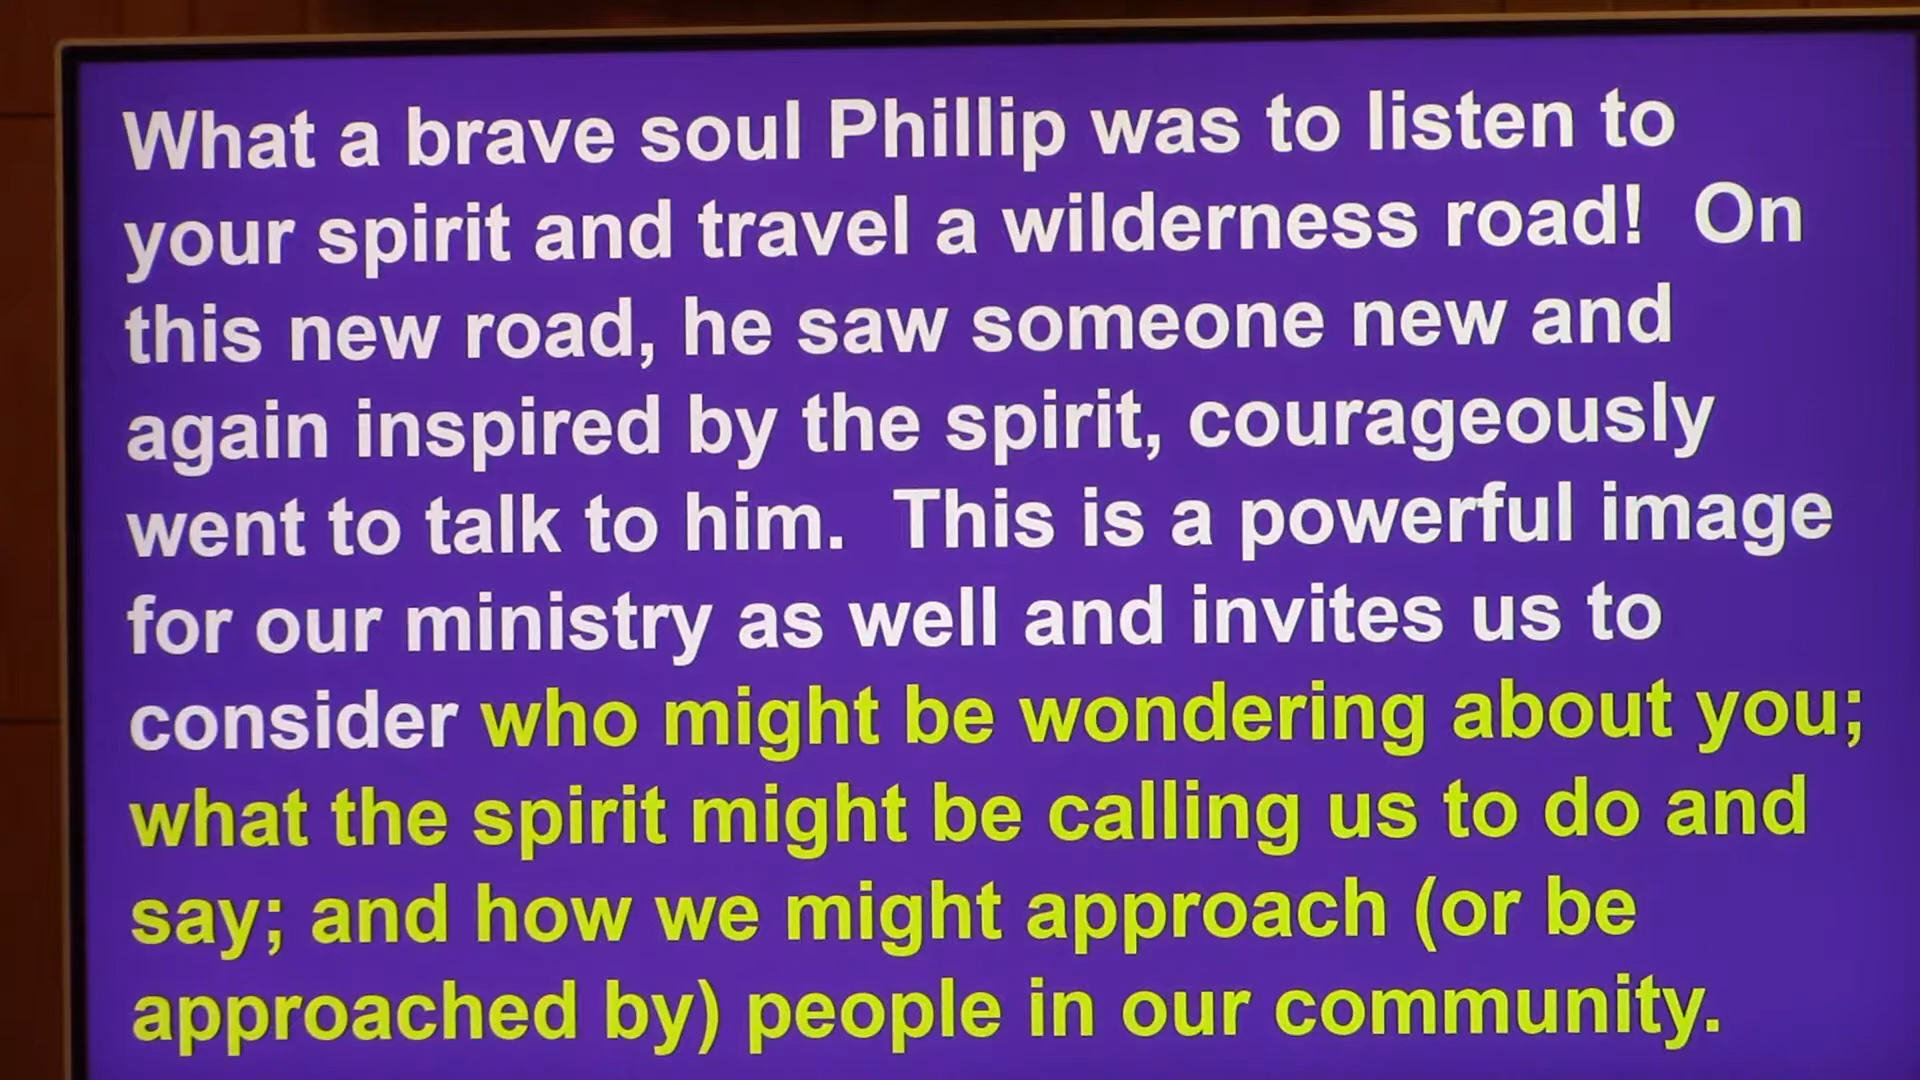 What a brave soul Phillip was to listen to
your spirit and travel a wilderness road!  On
this new road, he saw someone new and
again inspired by the spirit, courageously
went to talk to him.  This is a powerful image
for our ministry as well and invites us to
consider who might be wondering about you;
what the spirit might be calling us to do and
say; and how we might approach (or be
approached by) people in our community.